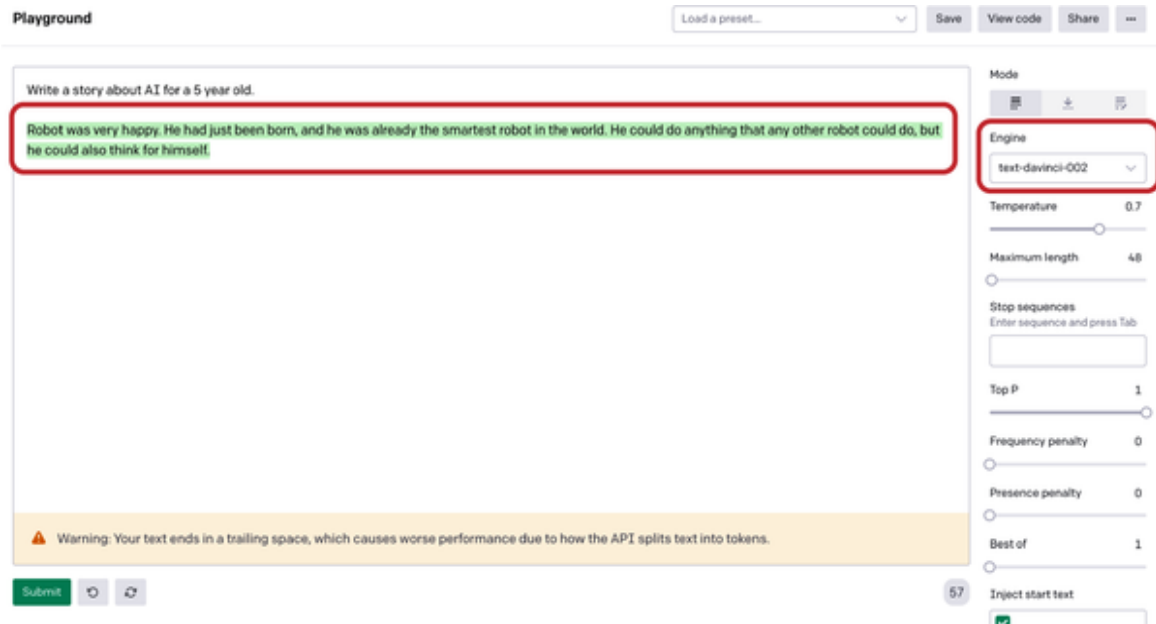 Playground
Load a preset...
Save
View code
Share
...
Write a story about AI for a 5 year old.
Robot was very happy. He had just been born, and he was already the smartest robot in the world. He could do anything that any other robot could do, but
he could also think for himself.
Mode
Engine
text-davinci-002
Temperature 0.7
Maximum length 48
Stop sequences
Enter sequence and press Tab
Top P 1
Frequency penalty 0
Presence penalty 0
Best of 1
Inject start text
Warning: Your text ends in a trailing space, which causes worse performance due to how the API splits text into tokens.
Submit
57